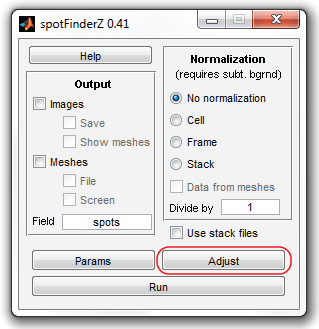 spotFinderZ 0.41
Help
Output
Images
Save
Show meshes
Meshes
File
Screen
Field spots
Normalization
(requires subt. bgrnd)
No normalization
Cell
Frame
Stack
Data from meshes
Divide by 1
Use stack files
Params Adjust
Run